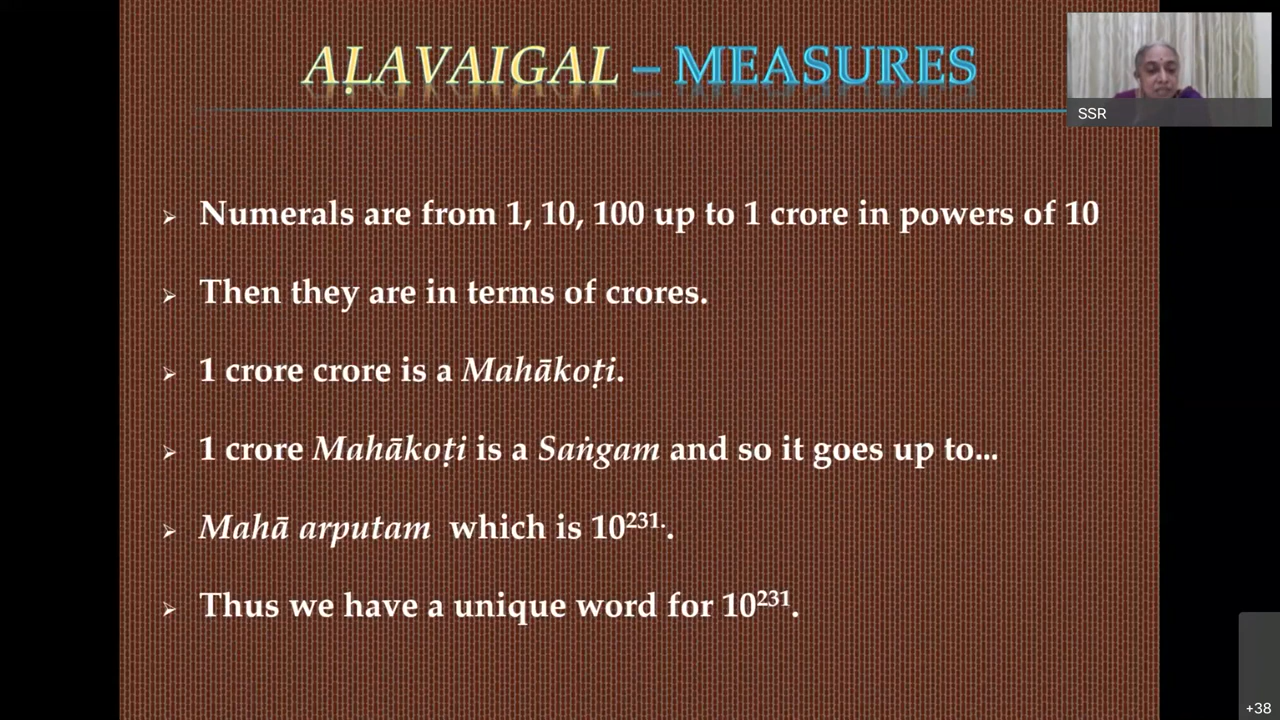 AḶAVAIGAL – MEASURES
SSR
➢ Numerals are from 1, 10, 100 up to 1 crore in powers of 10
➢ Then they are in terms of crores.
➢ 1 crore crore is a Mahākoṭi.
➢ 1 crore Mahākoṭi is a Saṅgam and so it goes up to...
➢ Mahā arputam which is 10²³¹·.
➢ Thus we have a unique word for 10²³¹.
+38